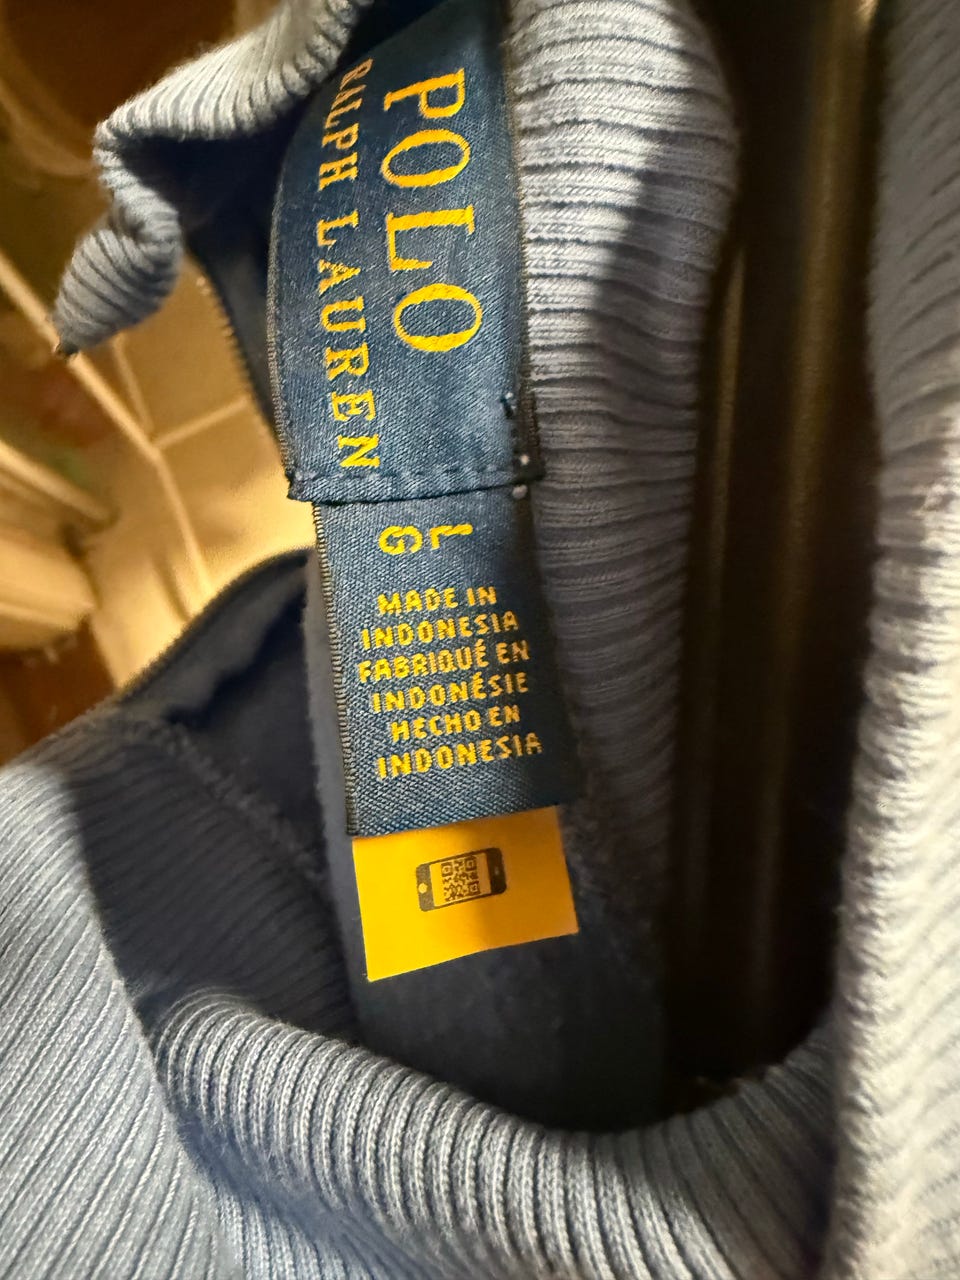 POLO
RALPH LAUREN
L
G
MADE IN
INDONESIA
FABRIQUÉ EN
INDONÉSIE
HECHO EN
INDONESIA